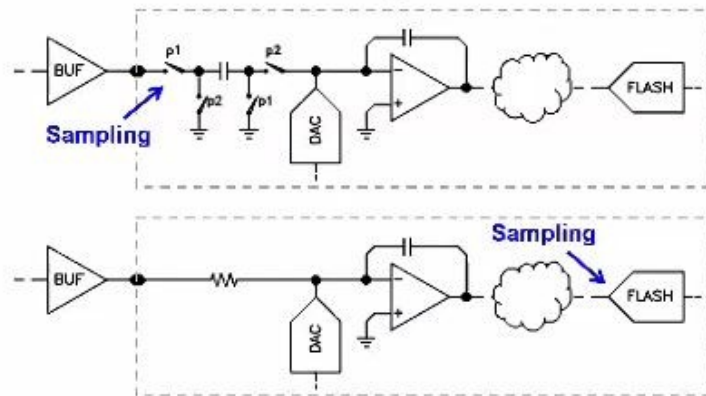 BUF
p1
p2
p2
p1
Sampling
DAC
−
+
FLASH
BUF
Sampling
DAC
−
+
FLASH